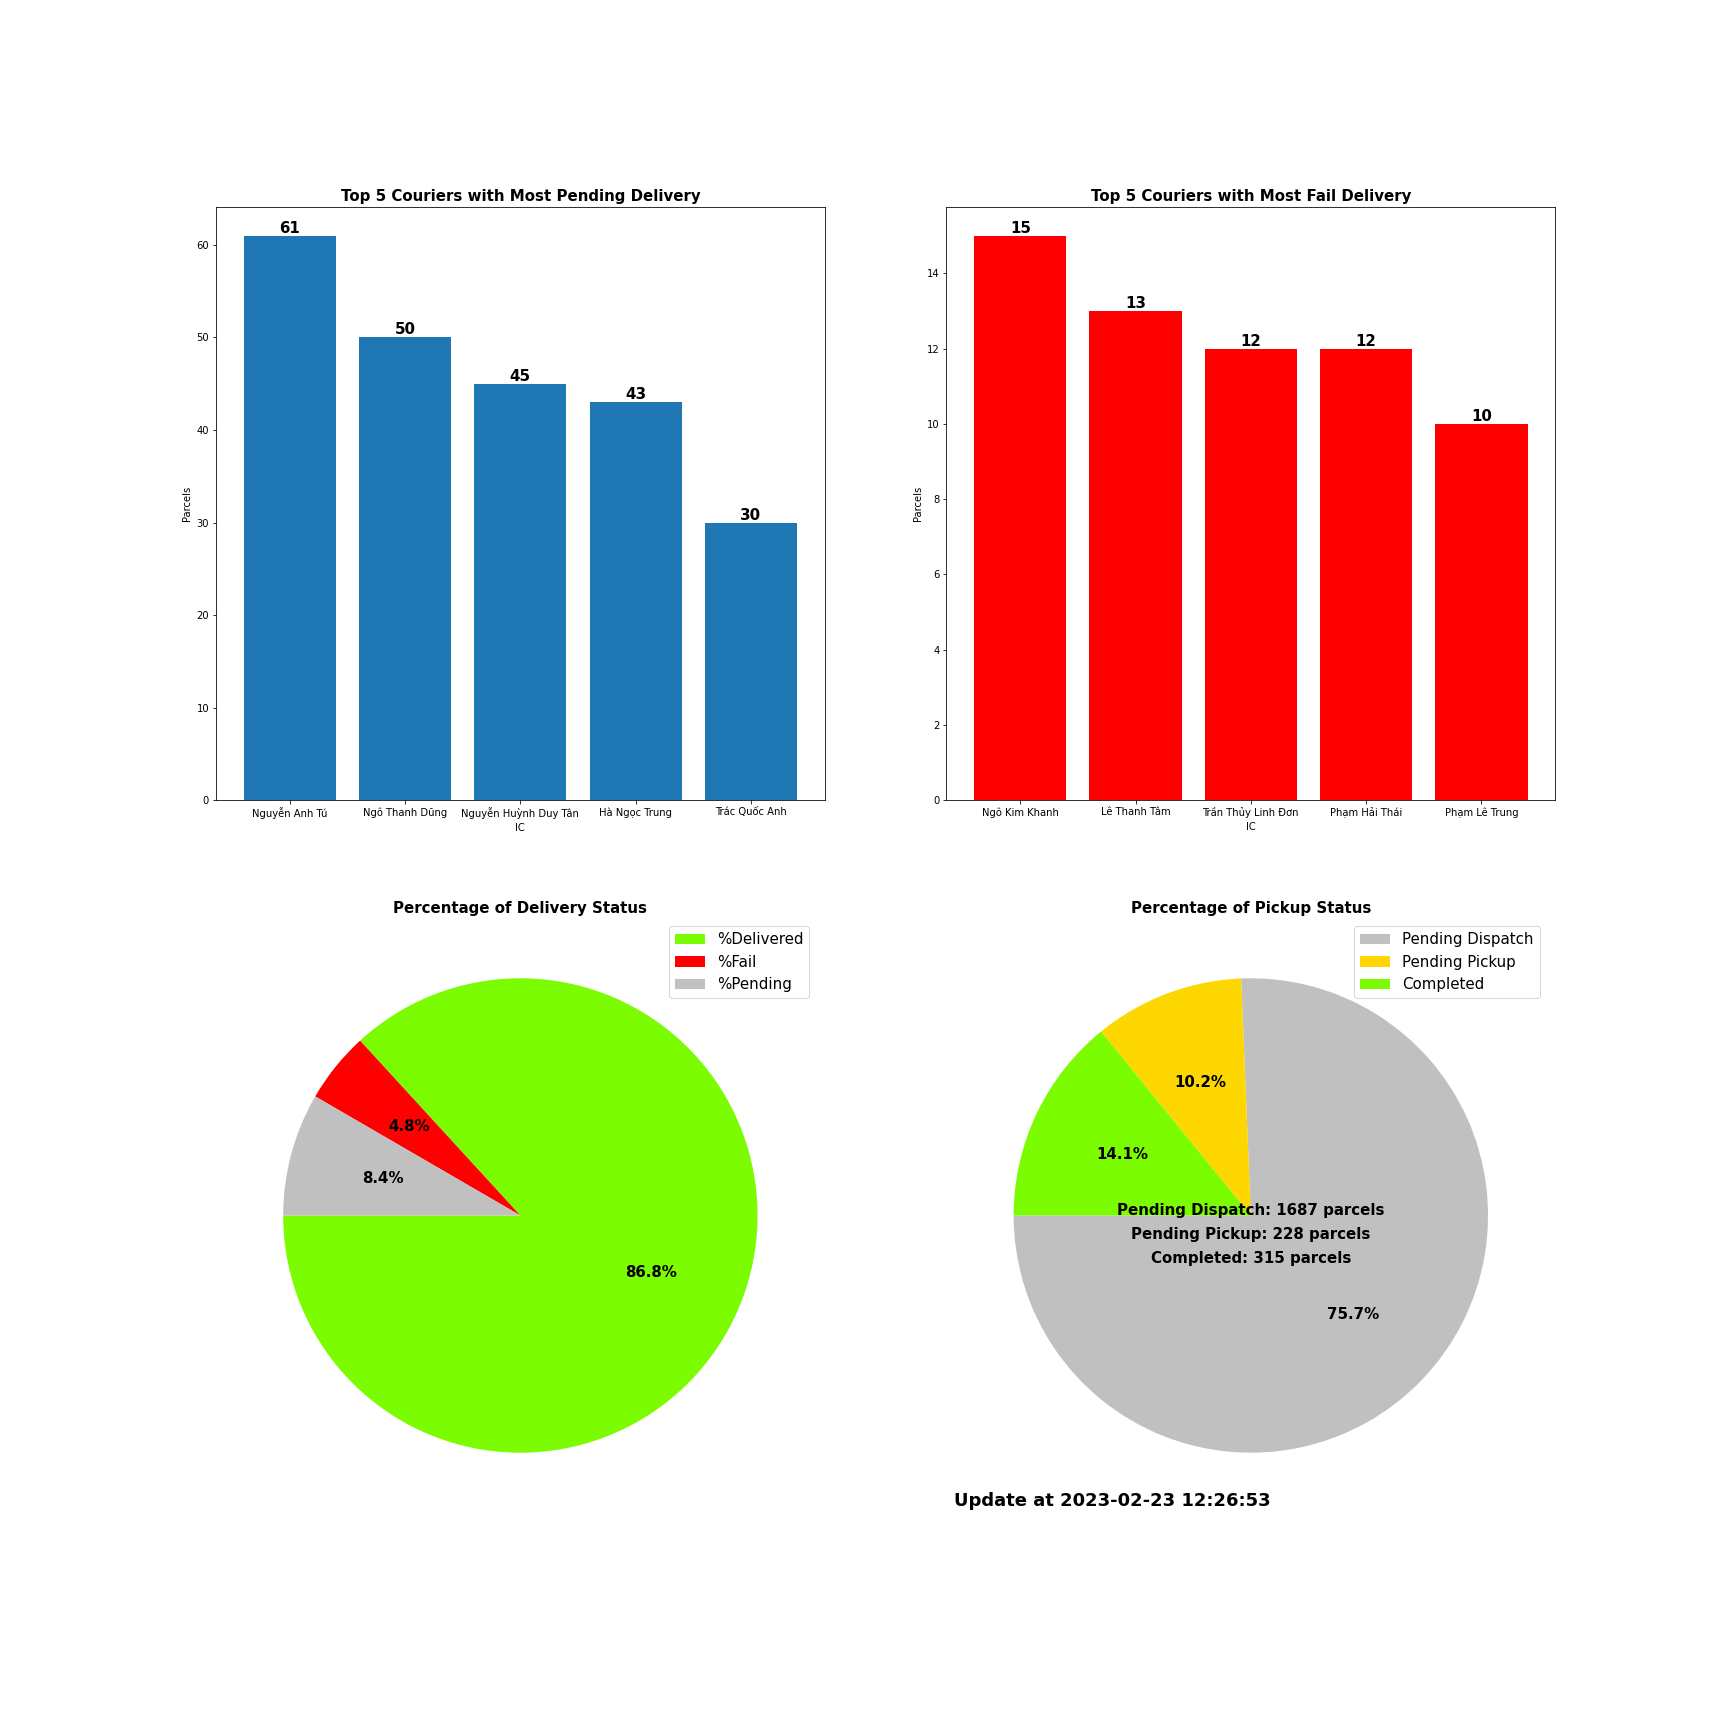 Top 5 Couriers with Most Pending Delivery
61
50
45
43
30
60
50
40
30
20
10
0
Parcels
Nguyễn Anh Tú
Ngô Thanh Dũng
Nguyễn Huỳnh Duy Tân
Hà Ngọc Trung
Trác Quốc Anh
IC
Top 5 Couriers with Most Fail Delivery
15
13
12
12
10
14
12
10
8
6
4
2
0
Parcels
Ngô Kim Khanh
Lê Thanh Tâm
Trần Thủy Linh Đơn
Phạm Hải Thái
Phạm Lê Trung
IC
Percentage of Delivery Status
%Delivered
%Fail
%Pending
4.8%
8.4%
86.8%
Percentage of Pickup Status
Pending Dispatch
Pending Pickup
Completed
10.2%
14.1%
Pending Dispatch: 1687 parcels
Pending Pickup: 228 parcels
Completed: 315 parcels
75.7%
Update at 2023-02-23 12:26:53